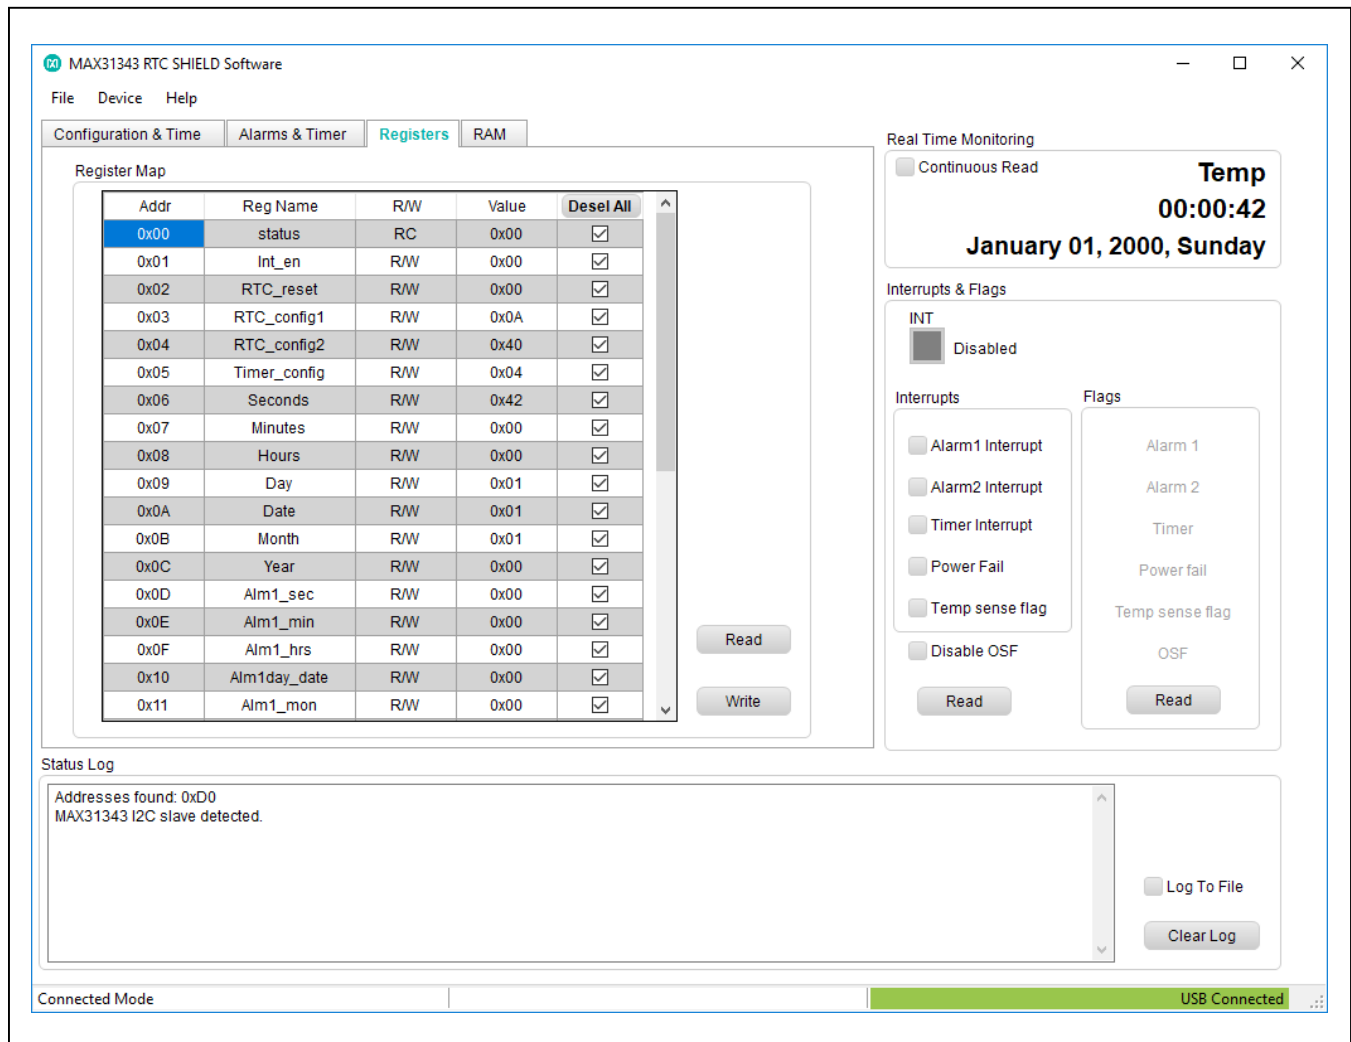 MAX31343 RTC SHIELD Software
File Device Help
Configuration & Time Alarms & Timer Registers RAM
Register Map
Addr Reg Name R/W Value Desel All
0x00 status RC 0x00
0x01 Int_en R/W 0x00
0x02 RTC_reset R/W 0x00
0x03 RTC_config1 R/W 0x0A
0x04 RTC_config2 R/W 0x40
0x05 Timer_config R/W 0x04
0x06 Seconds R/W 0x42
0x07 Minutes R/W 0x00
0x08 Hours R/W 0x00
0x09 Day R/W 0x01
0x0A Date R/W 0x01
0x0B Month R/W 0x01
0x0C Year R/W 0x00
0x0D Alm1_sec R/W 0x00
0x0E Alm1_min R/W 0x00
0x0F Alm1_hrs R/W 0x00
0x10 Alm1day_date R/W 0x00
0x11 Alm1_mon R/W 0x00
Read
Write
Real Time Monitoring
Continuous Read
Temp
00:00:42
January 01, 2000, Sunday
Interrupts & Flags
INT
Disabled
Interrupts
Alarm1 Interrupt
Alarm2 Interrupt
Timer Interrupt
Power Fail
Temp sense flag
Disable OSF
Read
Flags
Alarm 1
Alarm 2
Timer
Power fail
Temp sense flag
OSF
Read
Status Log
Addresses found: 0xD0
MAX31343 I2C slave detected.
Log To File
Clear Log
Connected Mode
USB Connected